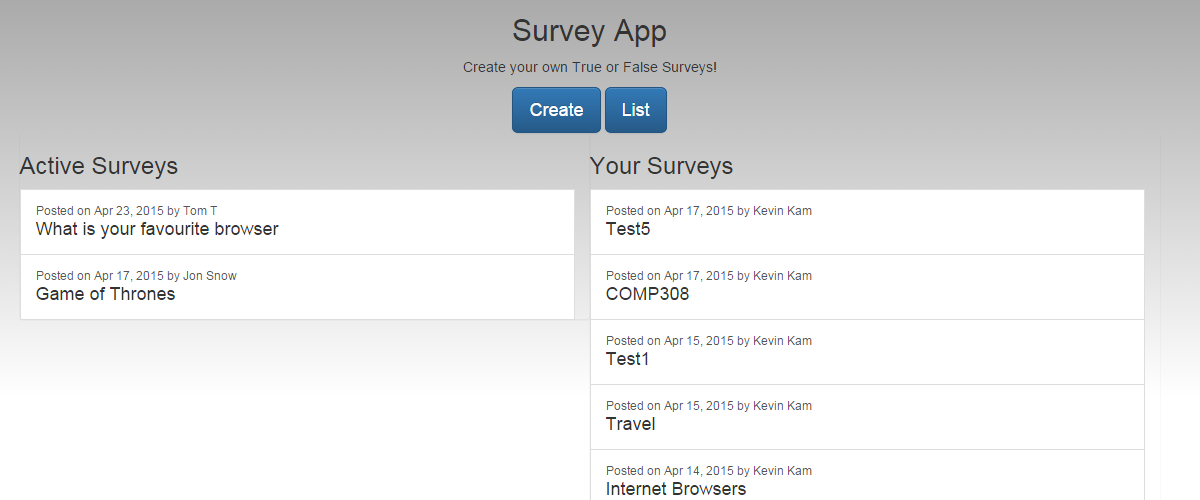 Survey App
Create your own True or False Surveys!
Create
List
Active Surveys
Posted on Apr 23, 2015 by Tom T
What is your favourite browser
Posted on Apr 17, 2015 by Jon Snow
Game of Thrones
Your Surveys
Posted on Apr 17, 2015 by Kevin Kam
Test5
Posted on Apr 17, 2015 by Kevin Kam
COMP308
Posted on Apr 15, 2015 by Kevin Kam
Test1
Posted on Apr 15, 2015 by Kevin Kam
Travel
Posted on Apr 14, 2015 by Kevin Kam
Internet Browsers